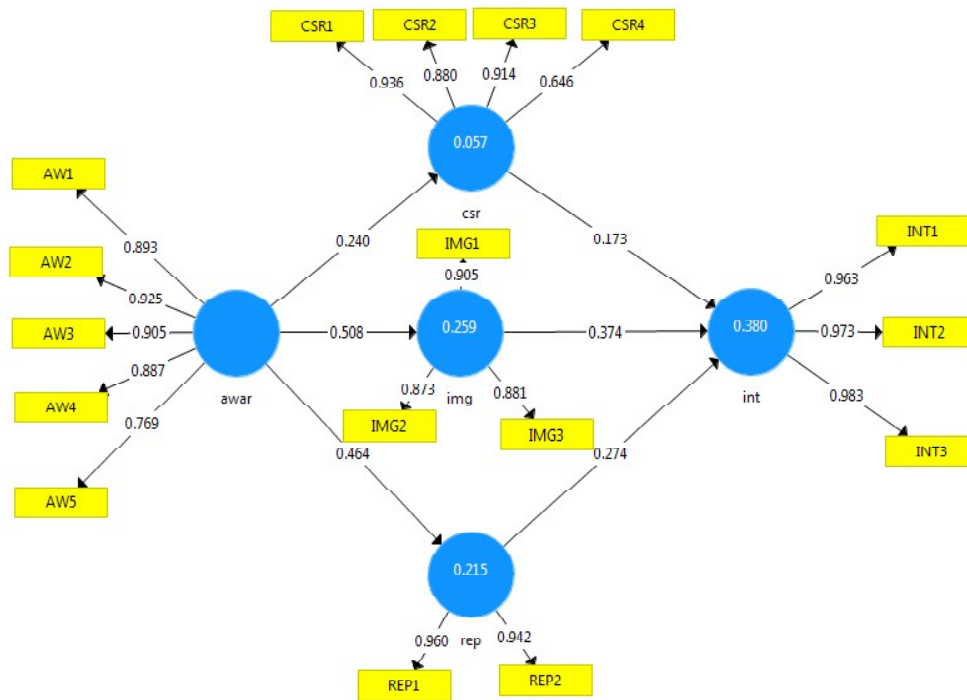 CSR1
CSR2
CSR3
CSR4
0.936
0.880
0.914
0.646
0.057
csr
AW1
AW2
AW3
AW4
AW5
0.893
0.925
0.905
0.887
0.769
awar
0.240
0.508
0.464
IMG1
0.905
0.259
img
0.873
0.881
IMG2
IMG3
0.173
0.374
0.274
0.380
int
0.963
0.973
0.983
INT1
INT2
INT3
0.215
rep
0.960
0.942
REP1
REP2